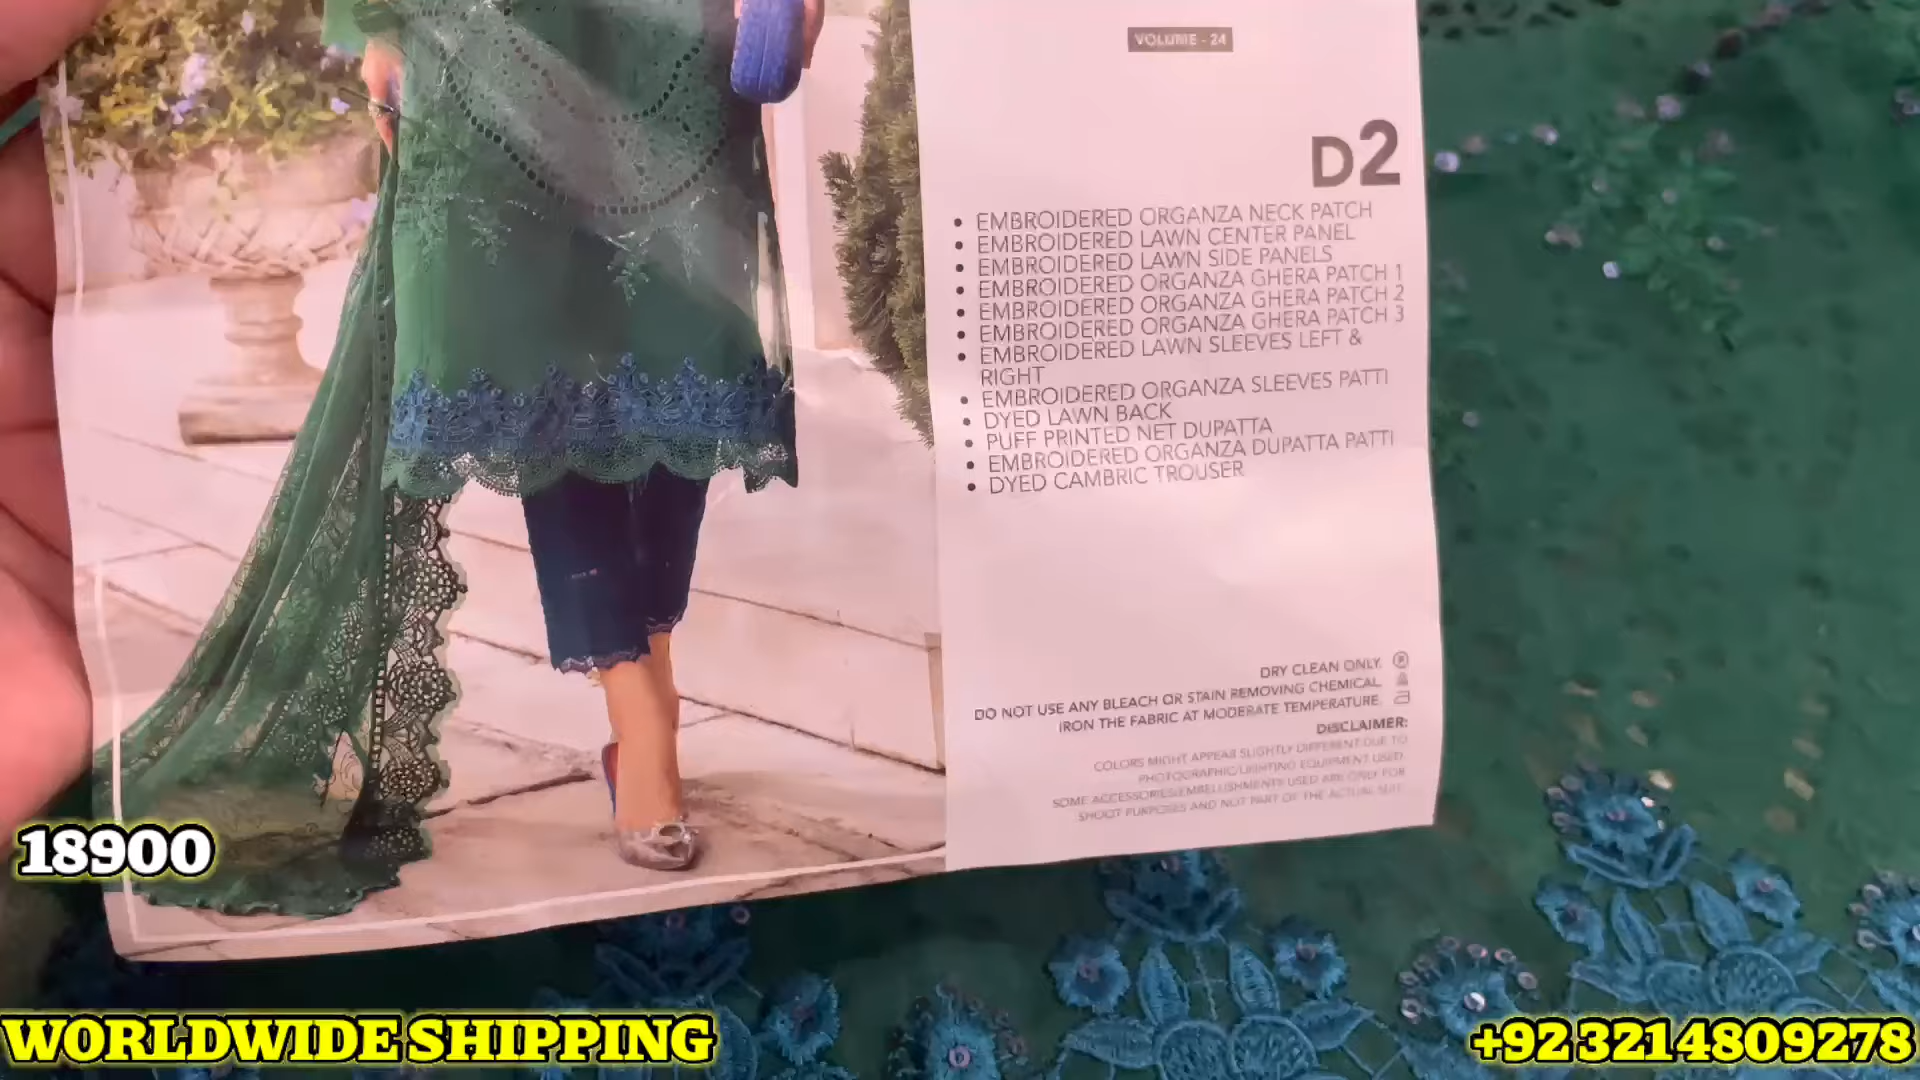 VOLUME - 24
D2
• EMBROIDERED ORGANZA NECK PATCH
• EMBROIDERED LAWN CENTER PANEL
• EMBROIDERED LAWN SIDE PANELS
• EMBROIDERED ORGANZA GHERA PATCH 1
• EMBROIDERED ORGANZA GHERA PATCH 2
• EMBROIDERED ORGANZA GHERA PATCH 3
• EMBROIDERED LAWN SLEEVES LEFT &
RIGHT
• EMBROIDERED ORGANZA SLEEVES PATTI
• DYED LAWN BACK
• PUFF PRINTED NET DUPATTA
• EMBROIDERED ORGANZA DUPATTA PATTI
• DYED CAMBRIC TROUSER
DRY CLEAN ONLY.
DO NOT USE ANY BLEACH OR STAIN REMOVING CHEMICAL.
IRON THE FABRIC AT MODERATE TEMPERATURE.
DISCLAIMER:
COLORS MIGHT APPEAR SLIGHTLY DIFFERENT DUE TO
PHOTOGRAPHIC/LIGHTING EQUIPMENT USED.
SOME ACCESSORIES/EMBELLISHMENTS USED ARE ONLY FOR
SHOOT PURPOSES AND NOT PART OF THE ACTUAL SUIT.
18900
WORLDWIDE SHIPPING
+92 3214809278